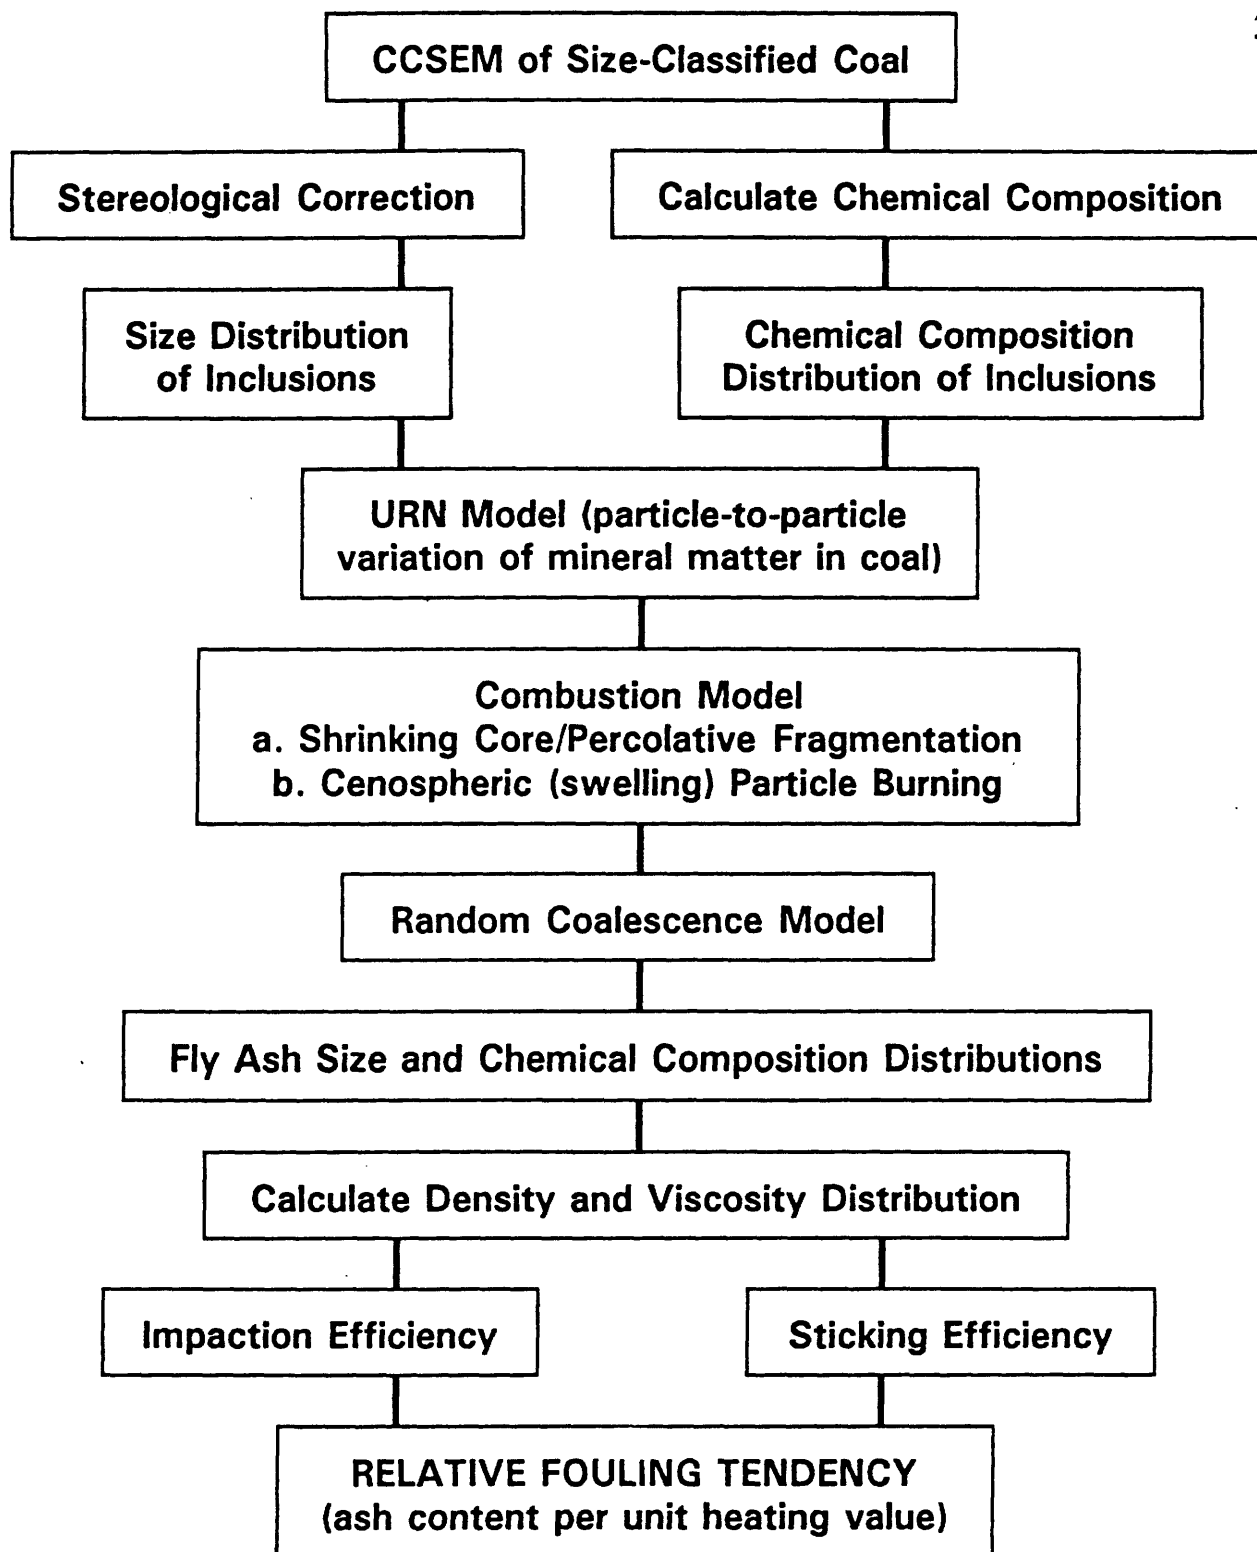 CCSEM of Size-Classified Coal
Stereological Correction
Calculate Chemical Composition
Size Distribution
of Inclusions
Chemical Composition
Distribution of Inclusions
URN Model (particle-to-particle
variation of mineral matter in coal)
Combustion Model
a. Shrinking Core/Percolative Fragmentation
b. Cenospheric (swelling) Particle Burning
Random Coalescence Model
Fly Ash Size and Chemical Composition Distributions
Calculate Density and Viscosity Distribution
Impaction Efficiency
Sticking Efficiency
RELATIVE FOULING TENDENCY
(ash content per unit heating value)